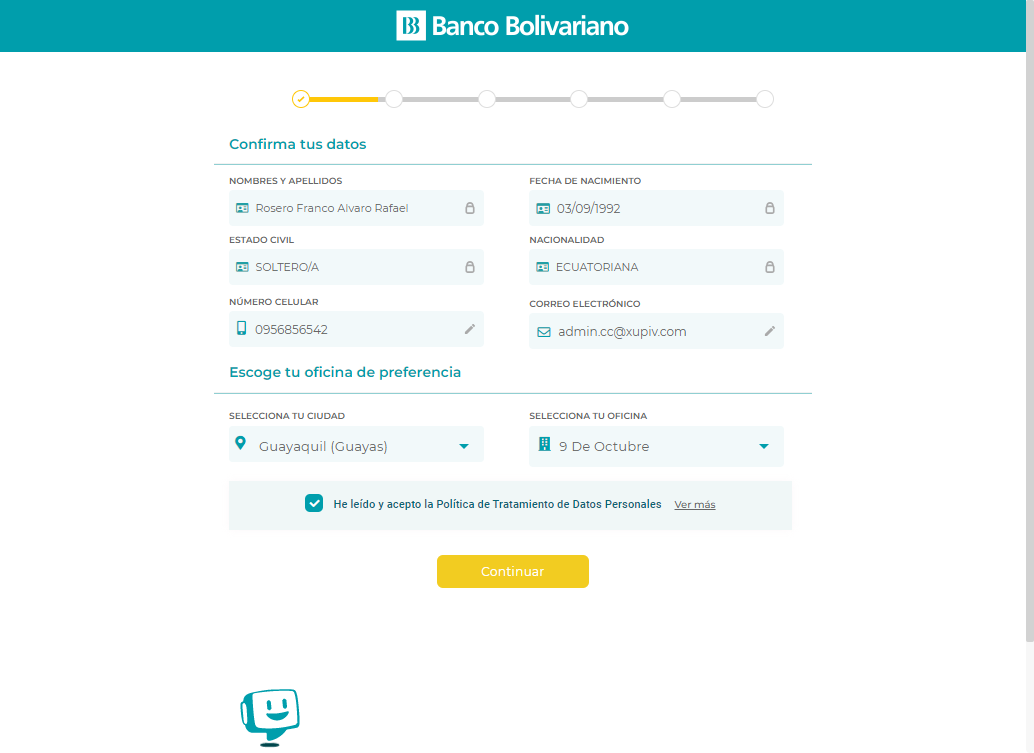 Banco Bolivariano
Confirma tus datos
NOMBRES Y APELLIDOS
Rosero Franco Alvaro Rafael
FECHA DE NACIMIENTO
03/09/1992
ESTADO CIVIL
SOLTERO/A
NACIONALIDAD
ECUATORIANA
NÚMERO CELULAR
0956856542
CORREO ELECTRÓNICO
admin.cc@xupiv.com
Escoge tu oficina de preferencia
SELECCIONA TU CIUDAD
Guayaquil (Guayas)
SELECCIONA TU OFICINA
9 De Octubre
He leído y acepto la Política de Tratamiento de Datos Personales Ver más
Continuar